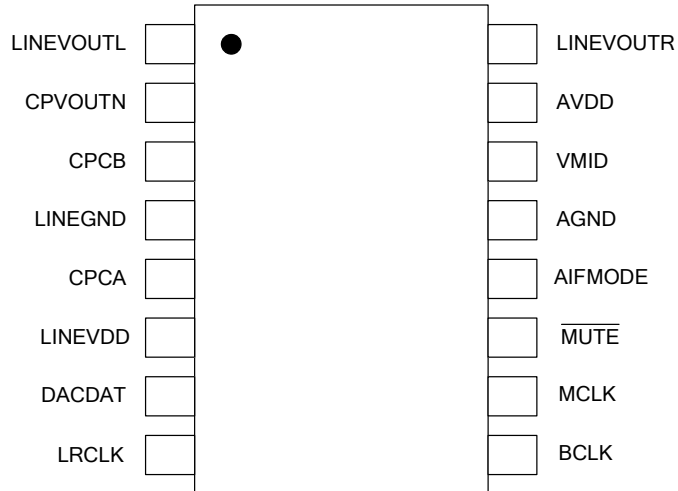 LINEVOUTL
LINEVOUTR
CPVOUTN
AVDD
CPCB
VMID
LINEGND
AGND
CPCA
AIFMODE
LINEVDD
MUTE
DACDAT
MCLK
LRCLK
BCLK